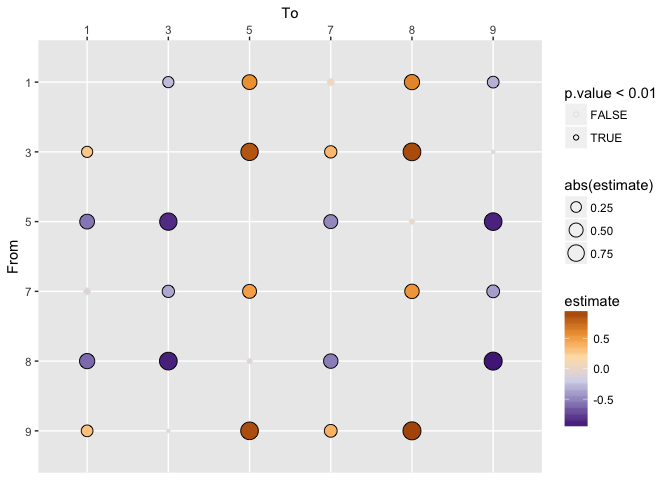 To
1 3 5 7 8 9
From
1
3
5
7
8
9
p.value < 0.01
FALSE
TRUE
abs(estimate)
0.25
0.50
0.75
estimate
0.5
0.0
-0.5